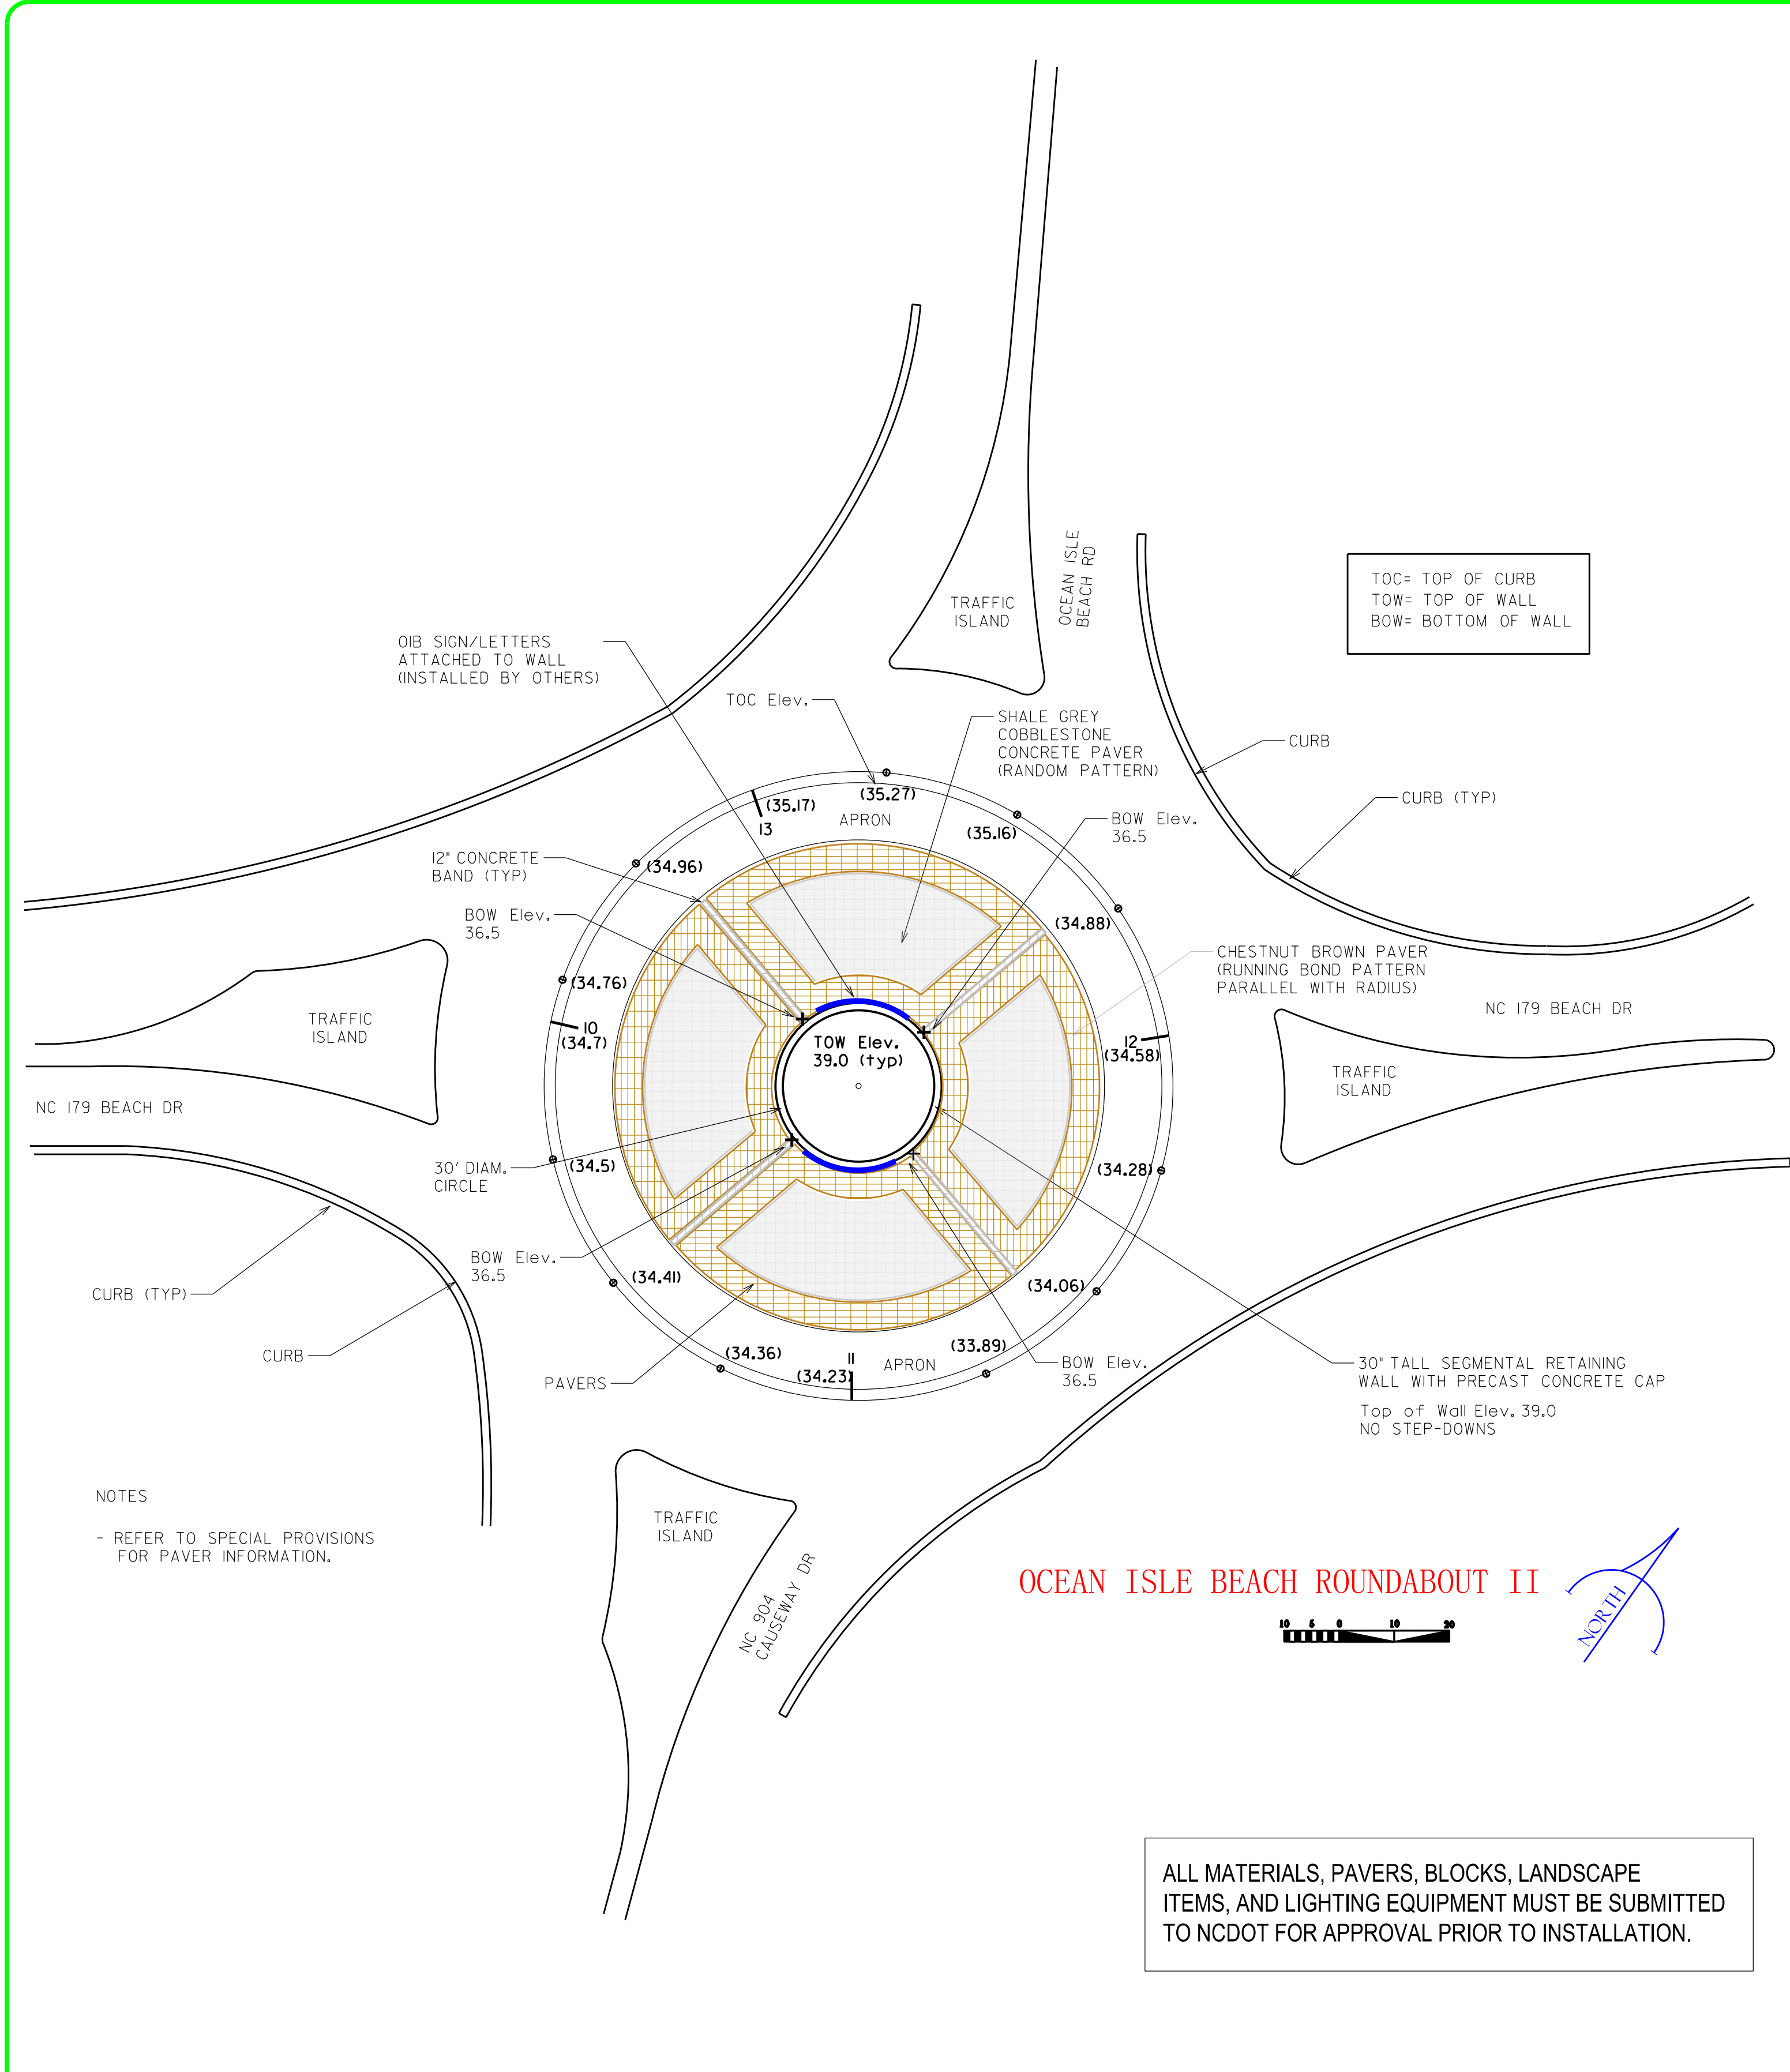 OCEAN ISLE
BEACH RD
TRAFFIC
ISLAND
TOC= TOP OF CURB
TOW= TOP OF WALL
BOW= BOTTOM OF WALL
OIB SIGN/LETTERS
ATTACHED TO WALL
(INSTALLED BY OTHERS)
TOC Elev.
SHALE GREY
COBBLESTONE
CONCRETE PAVER
(RANDOM PATTERN)
CURB
CURB (TYP)
(35.17)
13
(35.27)
APRON
(35.16)
BOW Elev.
36.5
12" CONCRETE
BAND (TYP)
(34.96)
BOW Elev.
36.5
(34.88)
CHESTNUT BROWN PAVER
(RUNNING BOND PATTERN
PARALLEL WITH RADIUS)
NC 179 BEACH DR
(34.76)
TRAFFIC
ISLAND
10
(34.7)
TOW Elev.
39.0 (typ)
12
(34.58)
TRAFFIC
ISLAND
NC 179 BEACH DR
30' DIAM.
CIRCLE
(34.5)
(34.28)
BOW Elev.
36.5
(34.41)
(34.06)
CURB (TYP)
CURB
PAVERS
(34.36)
11
(34.23)
APRON
(33.89)
BOW Elev.
36.5
30" TALL SEGMENTAL RETAINING
WALL WITH PRECAST CONCRETE CAP
Top of Wall Elev. 39.0
NO STEP-DOWNS
NOTES
- REFER TO SPECIAL PROVISIONS
FOR PAVER INFORMATION.
TRAFFIC
ISLAND
NC 904
CAUSEWAY DR
OCEAN ISLE BEACH ROUNDABOUT II
NORTH
10 5 0 10 20
ALL MATERIALS, PAVERS, BLOCKS, LANDSCAPE
ITEMS, AND LIGHTING EQUIPMENT MUST BE SUBMITTED
TO NCDOT FOR APPROVAL PRIOR TO INSTALLATION.